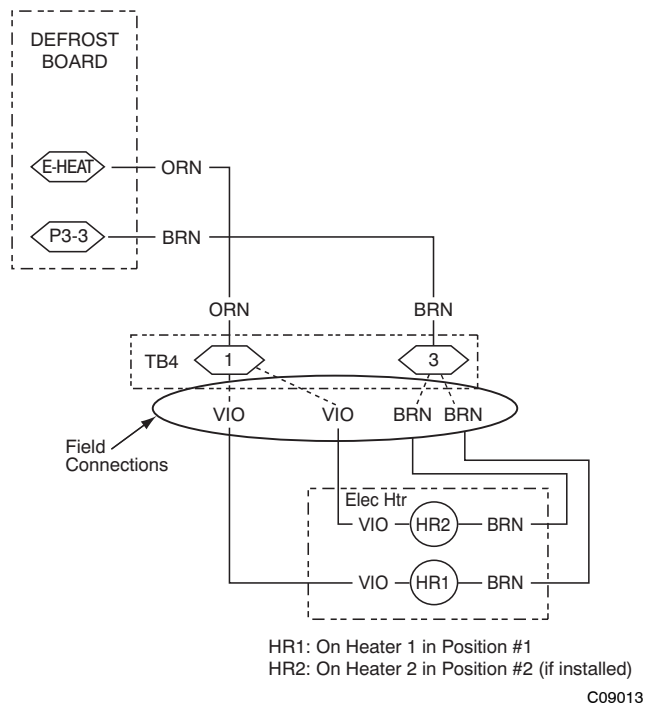 DEFROST
BOARD
E-HEAT
ORN
P3-3
BRN
ORN
BRN
TB4
1
3
VIO
VIO
BRN
BRN
Field
Connections
Elec Htr
VIO
HR2
BRN
VIO
HR1
BRN
HR1: On Heater 1 in Position #1
HR2: On Heater 2 in Position #2 (if installed)
C09013